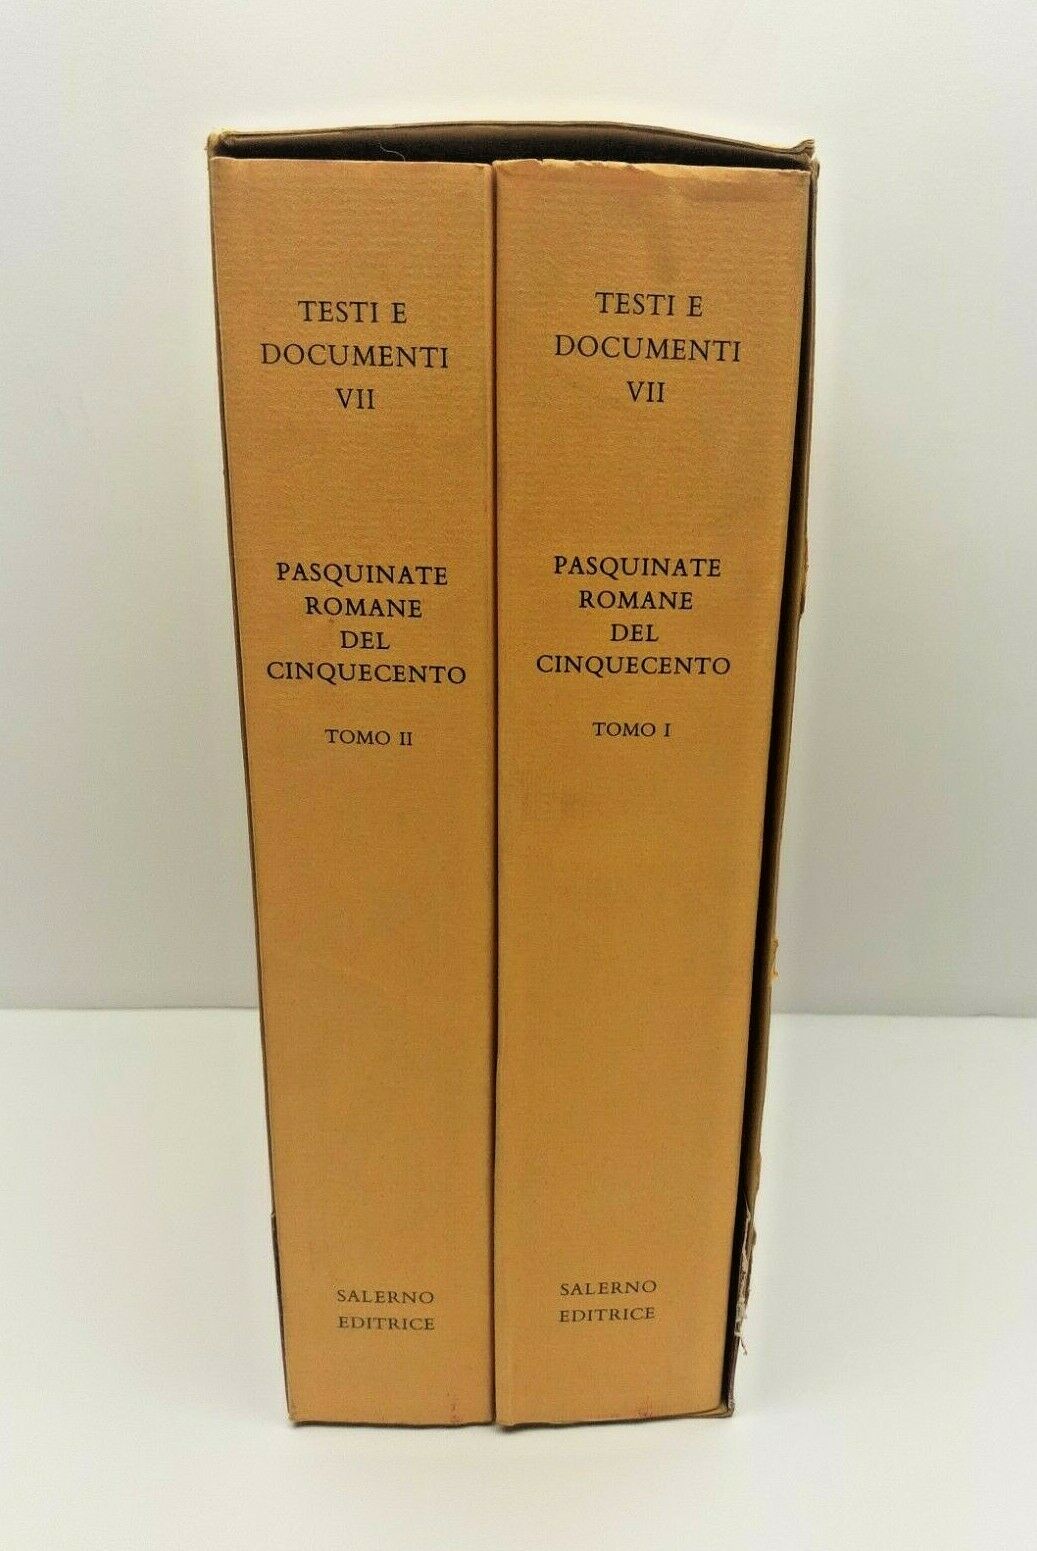 TESTI E
DOCUMENTI
VII
PASQUINATE
ROMANE
DEL
CINQUECENTO
TOMO II
SALERNO
EDITRICE
TESTI E
DOCUMENTI
VII
PASQUINATE
ROMANE
DEL
CINQUECENTO
TOMO I
SALERNO
EDITRICE